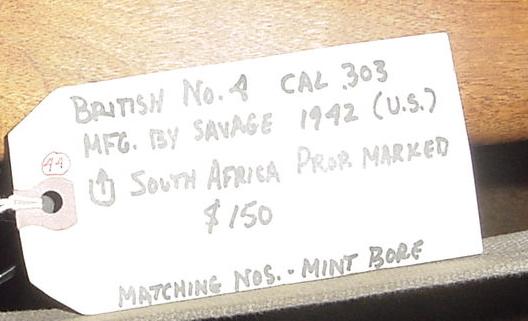 BRITISH No. 4 CAL .303
MFG. BY SAVAGE 1942 (U.S.)
44
SOUTH AFRICA PROP MARKED
$150
MATCHING NOS. - MINT BORE